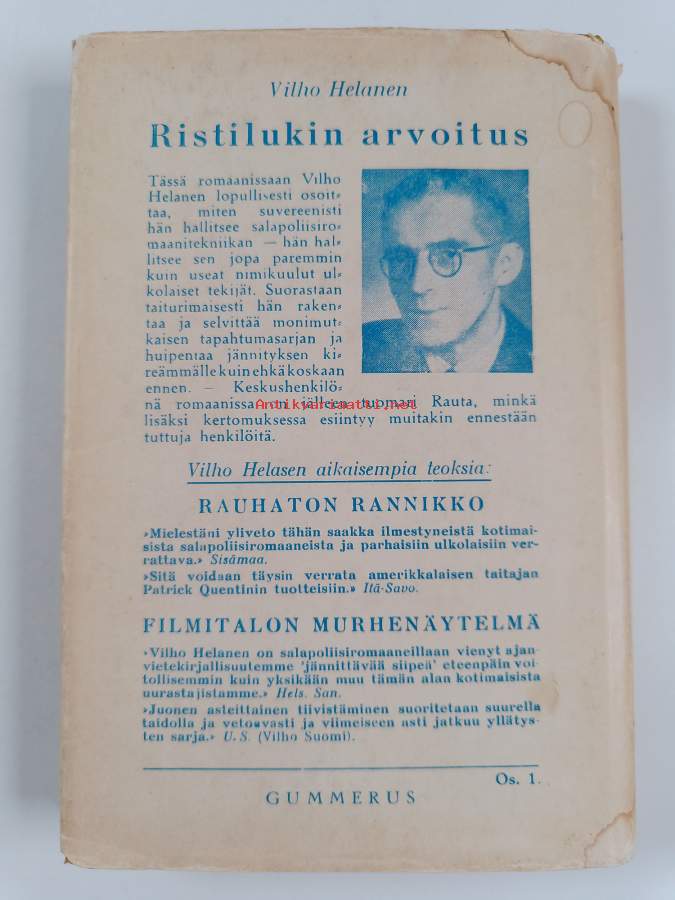 Vilho Helanen
Ristilukin arvoitus
Tässä romaanissaan Vilho
Helanen lopullisesti osoit-
taa, miten suvereenisti
hän hallitsee salapoliisiro-
maanitekniikan — hän hal-
litsee sen jopa paremmin
kuin useat nimikuulut ul-
kolaiset tekijät. Suorastaan
taiturimaisesti hän raken-
taa ja selvittää monimut-
kaisen tapahtumasarjan ja
huipentaa jännityksen ki-
reämmälle kuin ehkä koskaan
ennen. — Keskushenkilö-
nä romaanissa on jälleen tuomari Rauta, minkä
Antikvariaatti.net
lisäksi kertomuksessa esiintyy muitakin ennestään
tuttuja henkilöitä.
Vilho Helasen aikaisempia teoksia:
RAUHATON RANNIKKO
»Mielestäni yliveto tähän saakka ilmestyneistä kotimai-
sista salapoliisiromaaneista ja parhaisiin ulkolaisiin ver-
rattava.» Sisämaa.
»Sitä voidaan täysin verrata amerikkalaisen taitajan
Patrick Quentinin tuotteisiin.» Itä-Savo.
FILMITALON MURHENÄYTELMÄ
»Vilho Helanen on salapoliisiromaaneillaan vienyt ajan-
vietekirjallisuutemme 'jännittävää siipeä' eteenpäin voi-
tollisemmin kuin yksikään muu tämän alan kotimaisista
uurastajistamme.» Hels. San.
»Juonen asteittainen tiivistäminen suoritetaan suurella
taidolla ja vetoavasti ja viimeiseen asti jatkuu yllätys-
ten sarja.» U.S. (Vilho Suomi).
Os. 1.
GUMMERUS